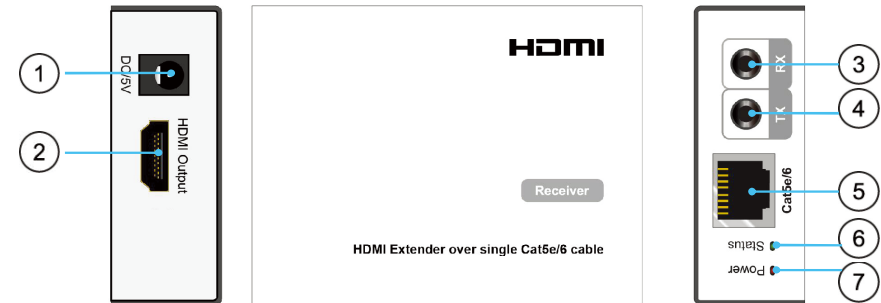 1
DC/5V
2
HDMI Output
HDMI
Receiver
HDMI Extender over single Cat5e/6 cable
RX
3
TX
4
Cat5e/6
5
Status
6
Power
7